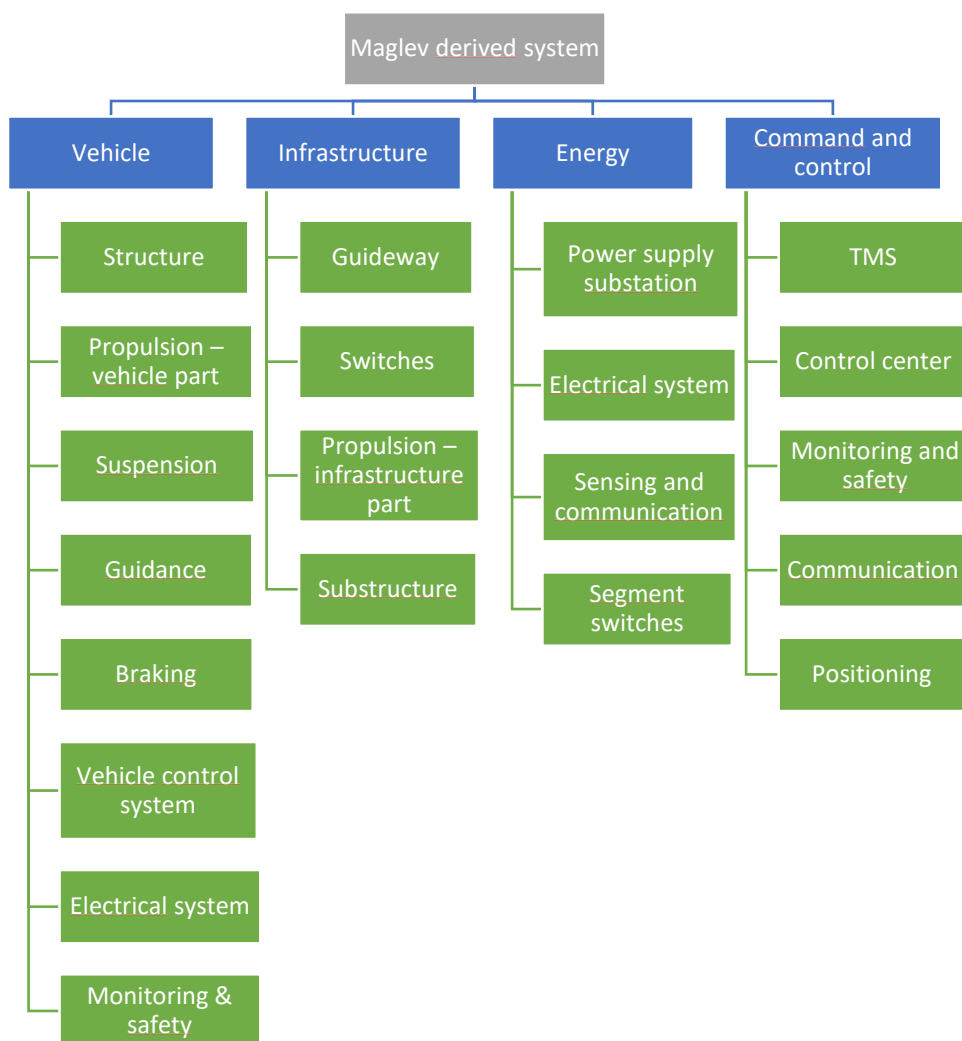 Maglev derived system
Vehicle
Infrastructure
Energy
Command and
control
Structure
Propulsion –
vehicle part
Suspension
Guidance
Braking
Vehicle control
system
Electrical system
Monitoring &
safety
Guideway
Switches
Propulsion –
infrastructure
part
Substructure
Power supply
substation
Electrical system
Sensing and
communication
Segment
switches
TMS
Control center
Monitoring and
safety
Communication
Positioning